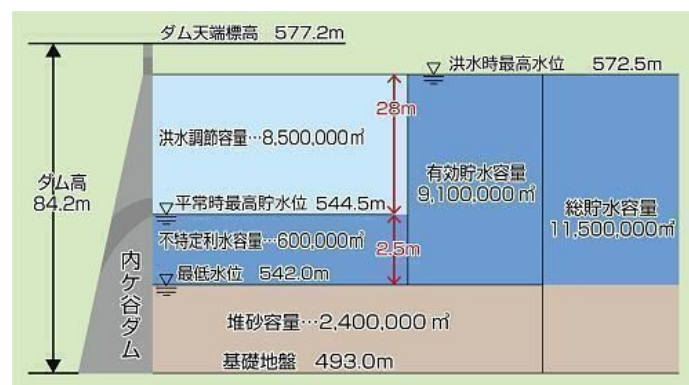 ダム天端標高 577.2m
洪水時最高水位 572.5m
28m
洪水調節容量…8,500,000㎥
有効貯水容量
9,100,000㎥
ダム高
84.2m
平常時最高貯水位 544.5m
総貯水容量
11,500,000㎥
不特定利水容量…600,000㎥
2.5m
最低水位 542.0m
内ケ谷ダム
堆砂容量…2,400,000㎥
基礎地盤 493.0m